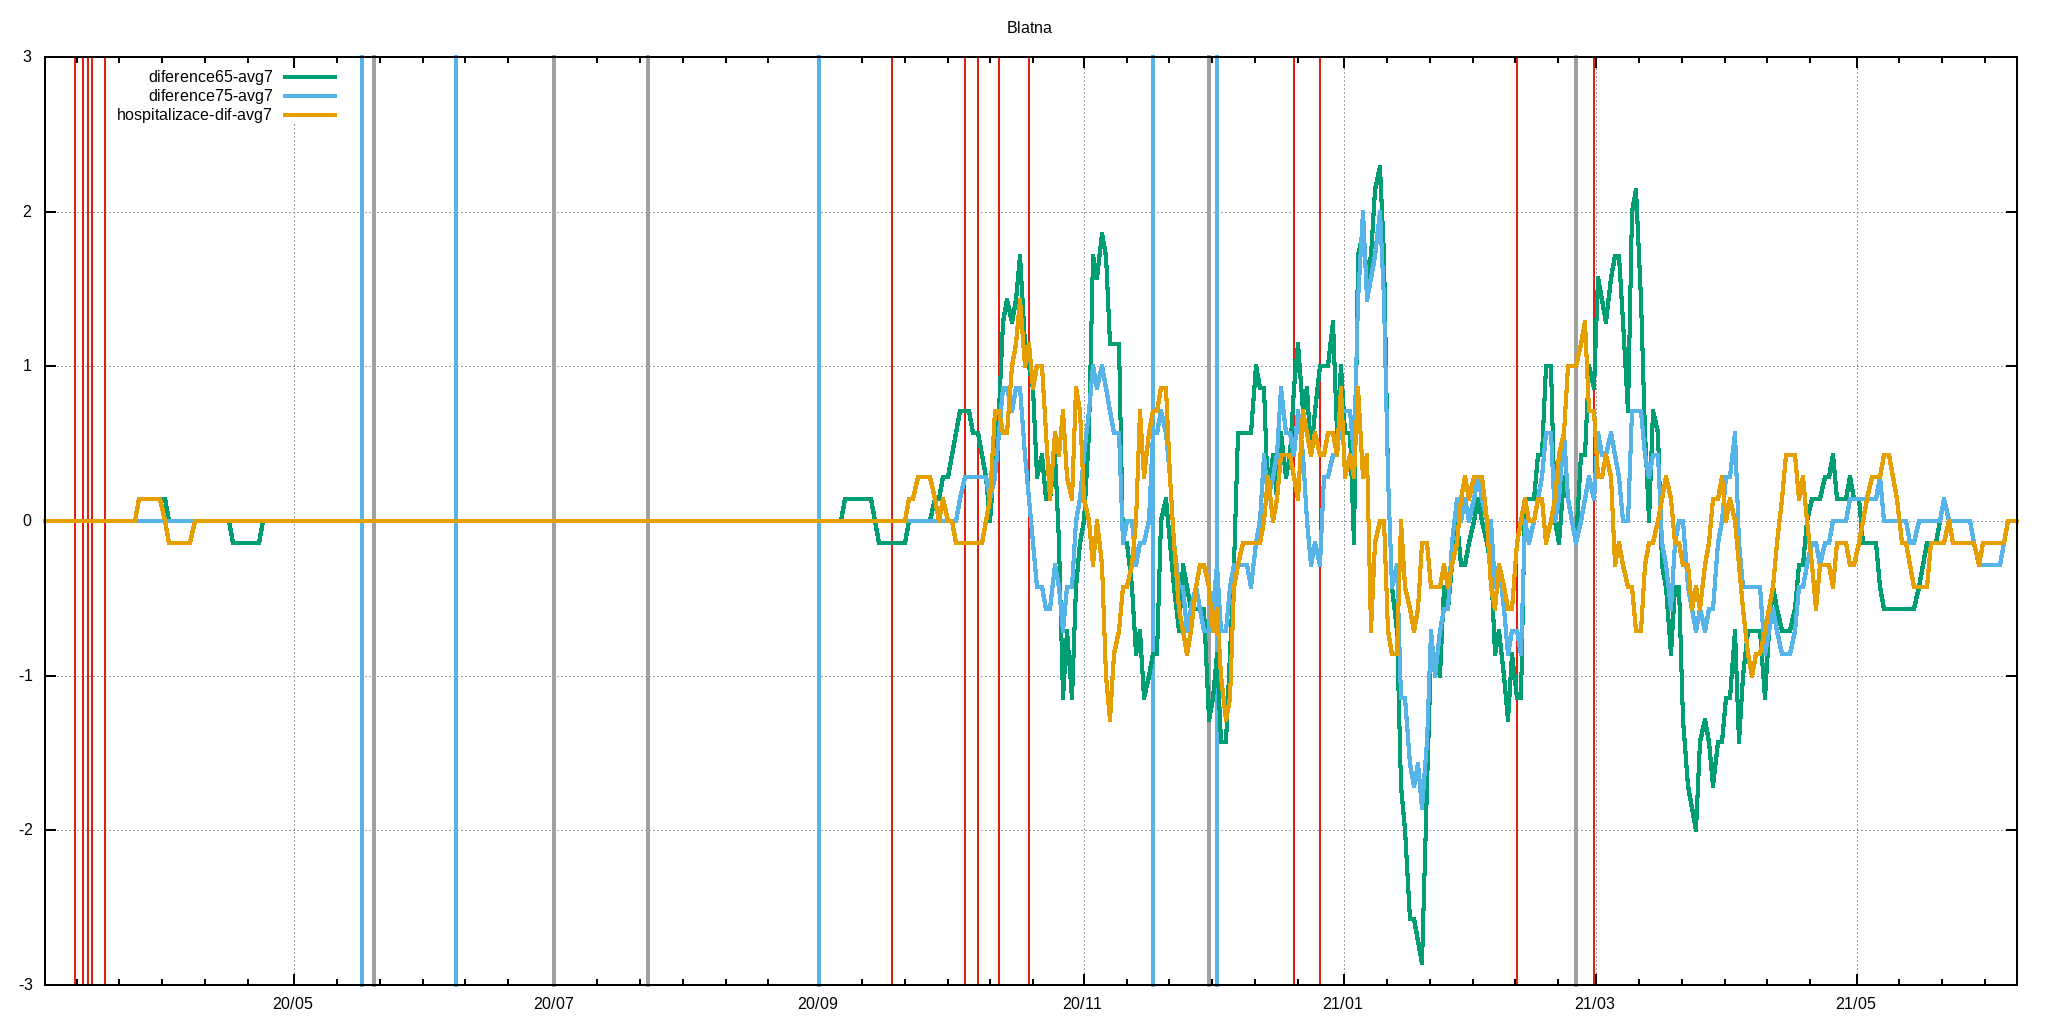 Blatna
diference65-avg7
diference75-avg7
hospitalizace-dif-avg7
3
2
1
0
-1
-2
-3
20/05 20/07 20/09 20/11 21/01 21/03 21/05